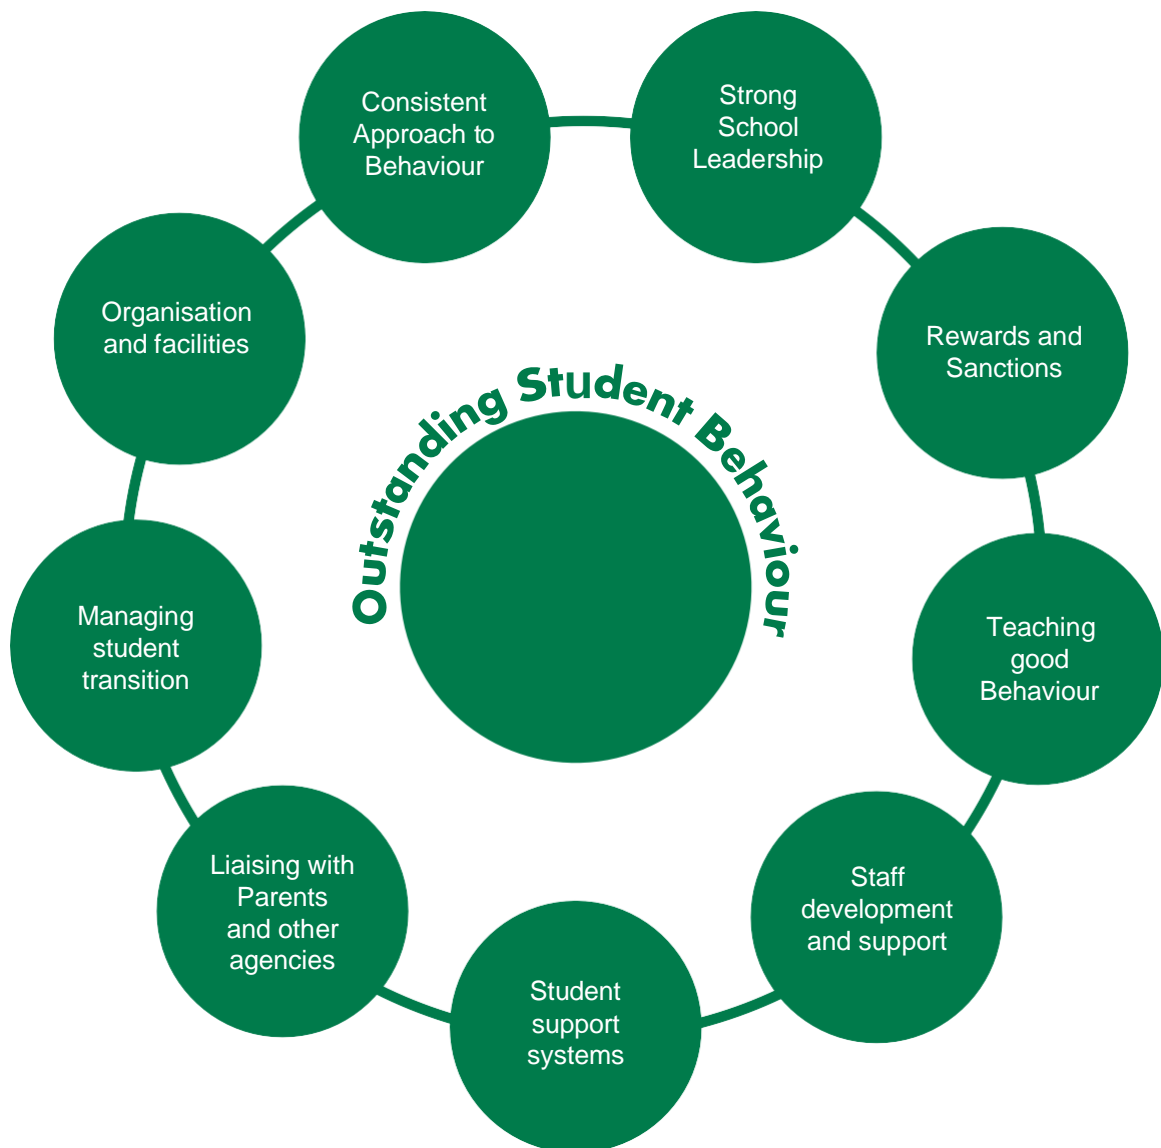 Consistent
Approach to
Behaviour
Strong
School
Leadership
Rewards and
Sanctions
Teaching
good
Behaviour
Staff
development
and support
Student
support
systems
Liaising with
Parents
and other
agencies
Managing
student
transition
Organisation
and facilities
Outstanding Student Behaviour